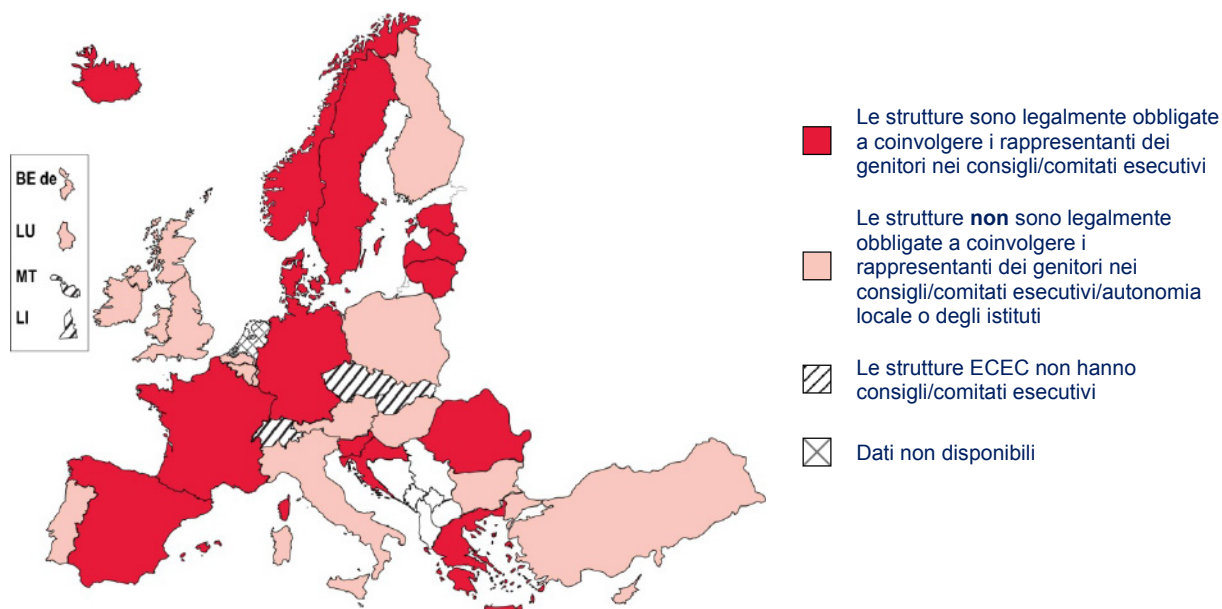 BE de
LU
MT
LI
Le strutture sono legalmente obbligate
a coinvolgere i rappresentanti dei
genitori nei consigli/comitati esecutivi
Le strutture non sono legalmente
obbligate a coinvolgere i
rappresentanti dei genitori nei
consigli/comitati esecutivi/autonomia
locale o degli istituti
Le strutture ECEC non hanno
consigli/comitati esecutivi
Dati non disponibili